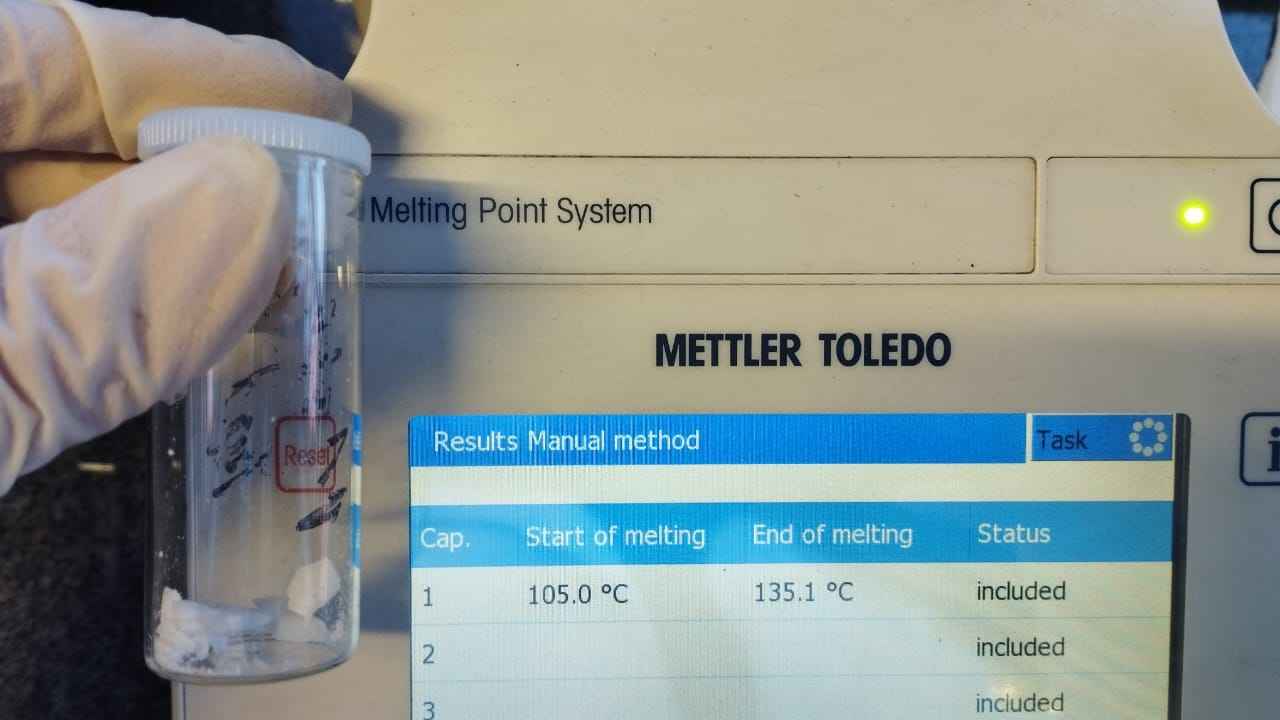 Melting Point System
METTLER TOLEDO
Reset
Results Manual method
Task
Cap. Start of melting End of melting Status
1 105.0 °C 135.1 °C included
2 included
3 included